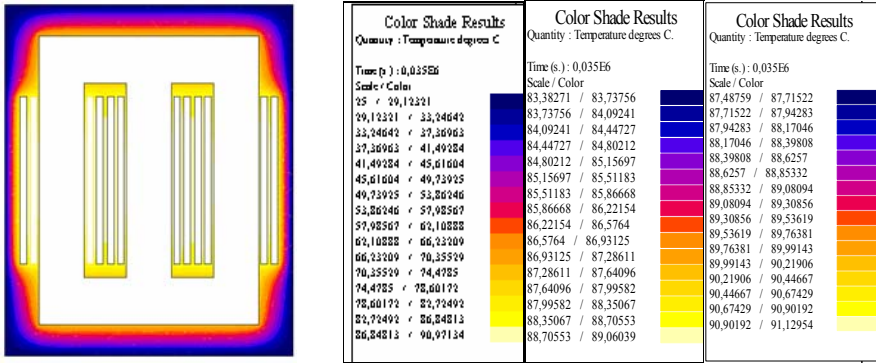 Color Shade Results
Quantity : Temperature degrees C
Time (s.) : 0,035E6
Scale / Color
25 / 29,12321
29,12321 / 33,24642
33,24642 / 37,36963
37,36963 / 41,49284
41,49284 / 45,61604
45,61604 / 49,73925
49,73925 / 53,86246
53,86246 / 57,98567
57,98567 / 62,10888
62,10888 / 66,23209
66,23209 / 70,35529
70,35529 / 74,4785
74,4785 / 78,60172
78,60172 / 82,72492
82,72492 / 86,84813
86,84813 / 90,97134
Color Shade Results
Quantity : Temperature degrees C.
Time (s.) : 0,035E6
Scale / Color
83,38271 / 83,73756
83,73756 / 84,09241
84,09241 / 84,44727
84,44727 / 84,80212
84,80212 / 85,15697
85,15697 / 85,51183
85,51183 / 85,86668
85,86668 / 86,22154
86,22154 / 86,5764
86,5764 / 86,93125
86,93125 / 87,28611
87,28611 / 87,64096
87,64096 / 87,99582
87,99582 / 88,35067
88,35067 / 88,70553
88,70553 / 89,06039
Color Shade Results
Quantity : Temperature degrees C.
Time (s.) : 0,035E6
Scale / Color
87,48759 / 87,71522
87,71522 / 87,94283
87,94283 / 88,17046
88,17046 / 88,39808
88,39808 / 88,6257
88,6257 / 88,85332
88,85332 / 89,08094
89,08094 / 89,30856
89,30856 / 89,53619
89,53619 / 89,76381
89,76381 / 89,99143
89,99143 / 90,21906
90,21906 / 90,44667
90,44667 / 90,67429
90,67429 / 90,90192
90,90192 / 91,12954